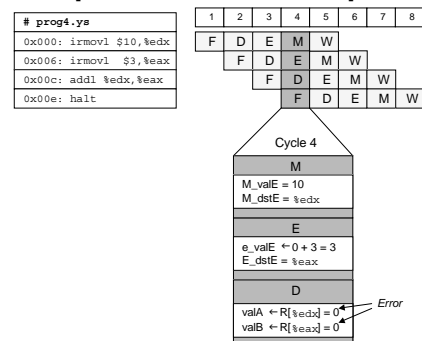 # prog4.ys
0x000: irmovl $10,%edx
0x006: irmovl $3,%eax
0x00c: addl %edx,%eax
0x00e: halt
1 2 3 4 5 6 7 8
F D E M W
F D E M W
F D E M W
F D E M W
Cycle 4
M
M_valE = 10
M_dstE = %edx
E
e_valE ← 0 + 3 = 3
E_dstE = %eax
D
valA ← R[%edx] = 0
valB ← R[%eax] = 0
Error